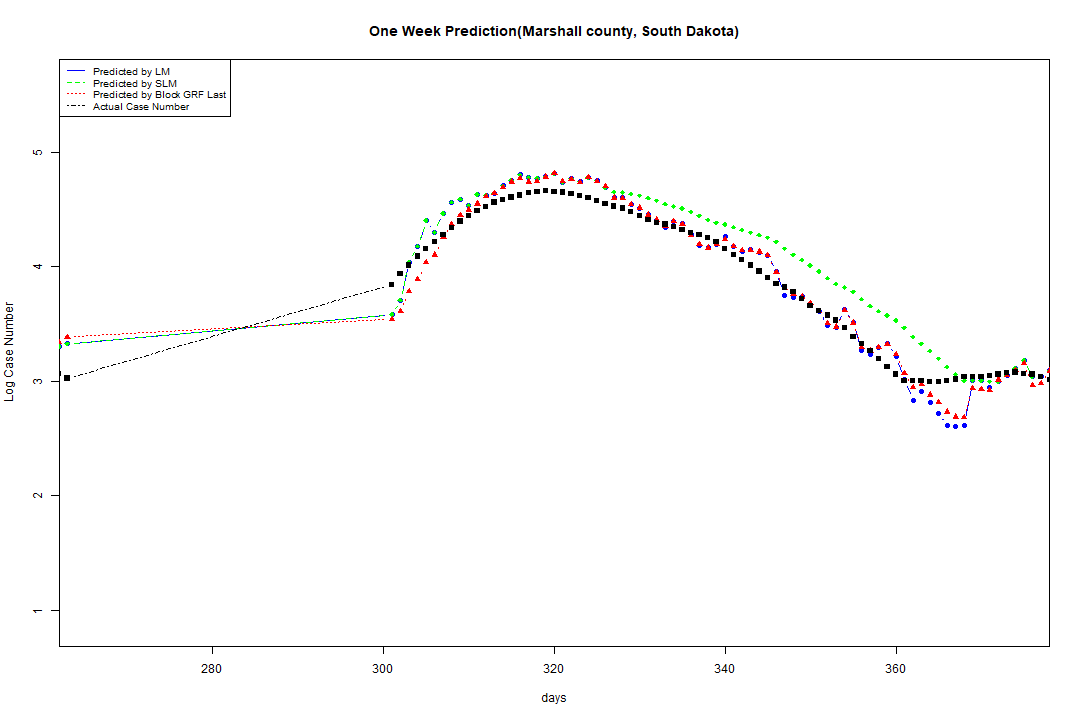 One Week Prediction(Marshall county, South Dakota)
Predicted by LM
Predicted by SLM
Predicted by Block GRF Last
Actual Case Number
Log Case Number
5
4
3
2
1
280 300 320 340 360
days